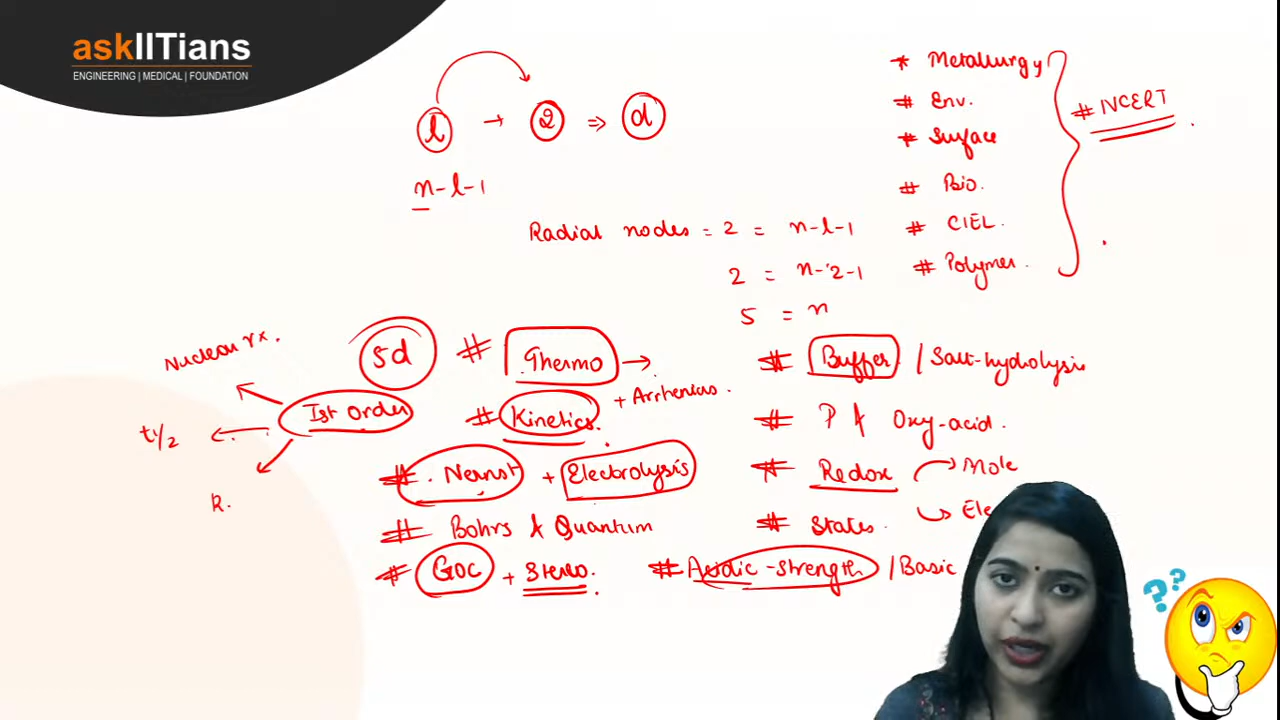 askIITians
ENGINEERING | MEDICAL | FOUNDATION
l → 2 ⇒ d
n-l-1
Radial nodes = 2 = n-l-1
2 = n-2-1
5 = n
* Metallurgy
# Env.
* Surface
# Bio.
# CIEL.
# Polymer.
# NCERT
5d
Nuclear rx.
Ist Order
t1/2
k.
# Thermo →
# Kinetics. + Arrhenius.
# Nernst + Electrolysis
# Bohrs & Quantum
# GOC + Stereo.
# Buffer / Salt-hydrolysis
# P & Oxy-acid.
# Redox
Mole
Ele
# States.
# Acidic-strength / Basic
? ? ?